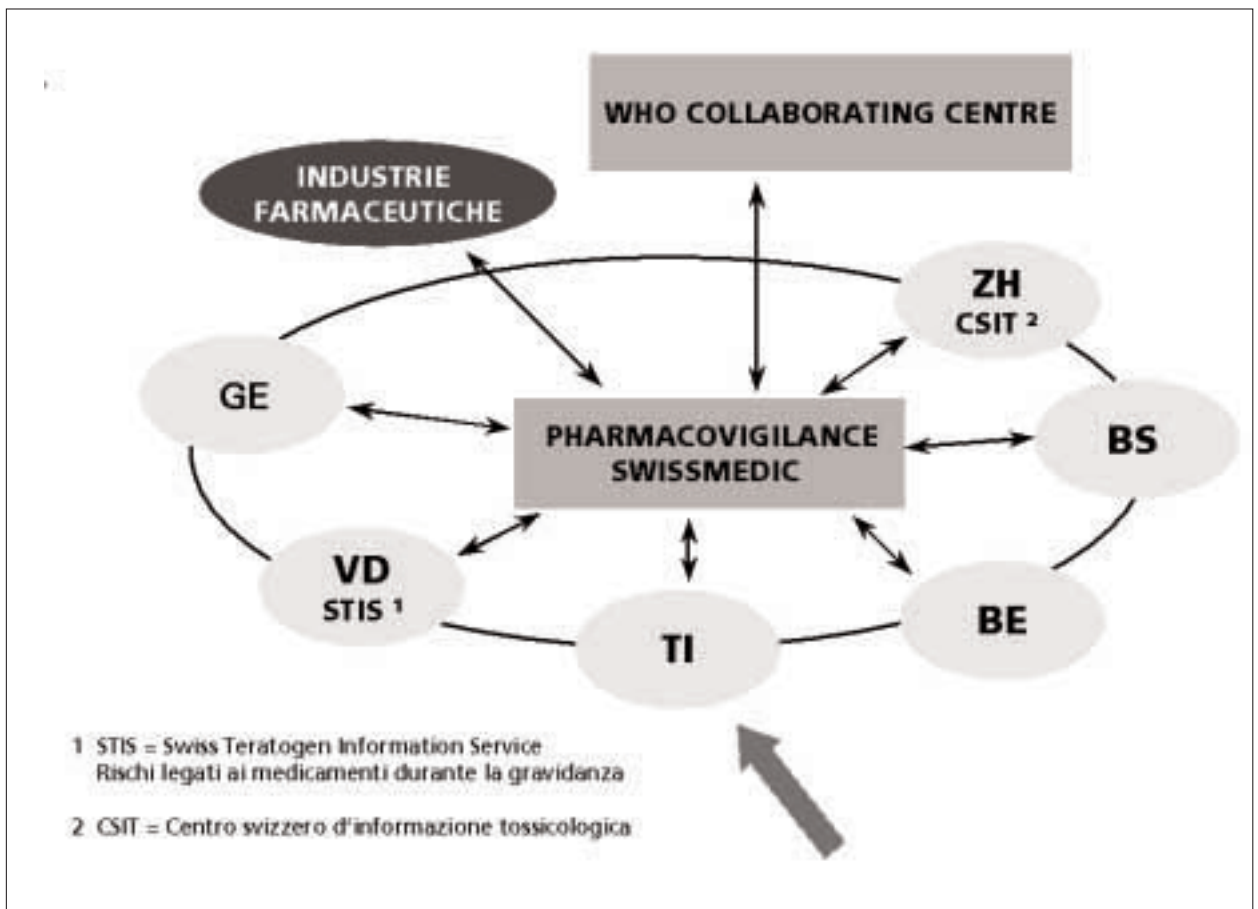 WHO COLLABORATING CENTRE
INDUSTRIE
FARMACEUTICHE
ZH
CSIT ²
GE
PHARMACOVIGILANCE
SWISSMEDIC
BS
VD
STIS ¹
TI
BE
1 STIS = Swiss Teratogen Information Service
Rischi legati ai medicamenti durante la gravidanza
2 CSIT = Centro svizzero d'informazione tossicologica